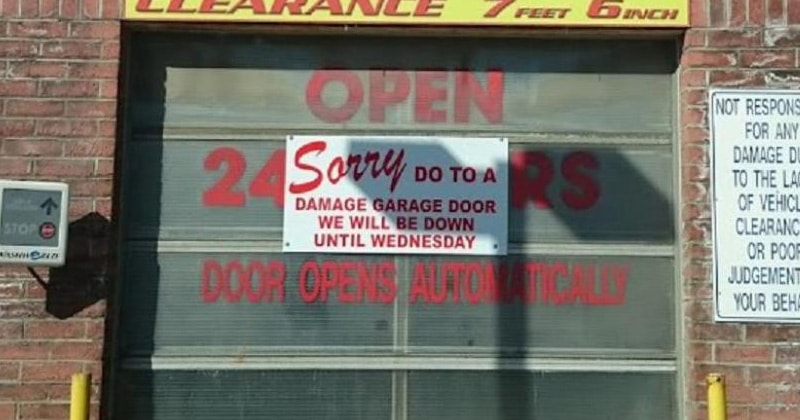 CLEARANCE 7 FEET 6 INCH
OPEN
24 RS
DOOR OPENS AUTOMATICALLY
Sorry DO TO A
DAMAGE GARAGE DOOR
WE WILL BE DOWN
UNTIL WEDNESDAY
STOP
NOT RESPONS
FOR ANY
DAMAGE D
TO THE LA
OF VEHICL
CLEARANC
OR POOR
JUDGEMENT
YOUR BEHA